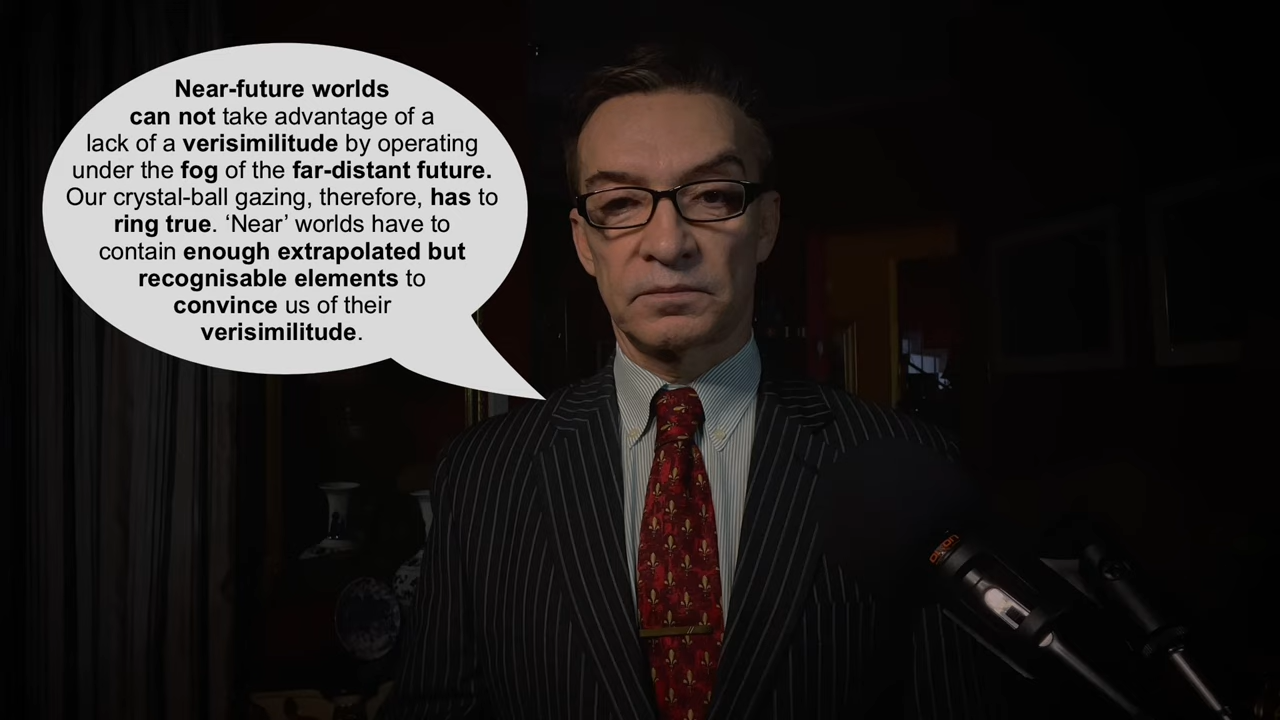 Near-future worlds
can not take advantage of a
lack of a verisimilitude by operating
under the fog of the far-distant future.
Our crystal-ball gazing, therefore, has to
ring true. ‘Near’ worlds have to
contain enough extrapolated but
recognisable elements to
convince us of their
verisimilitude.